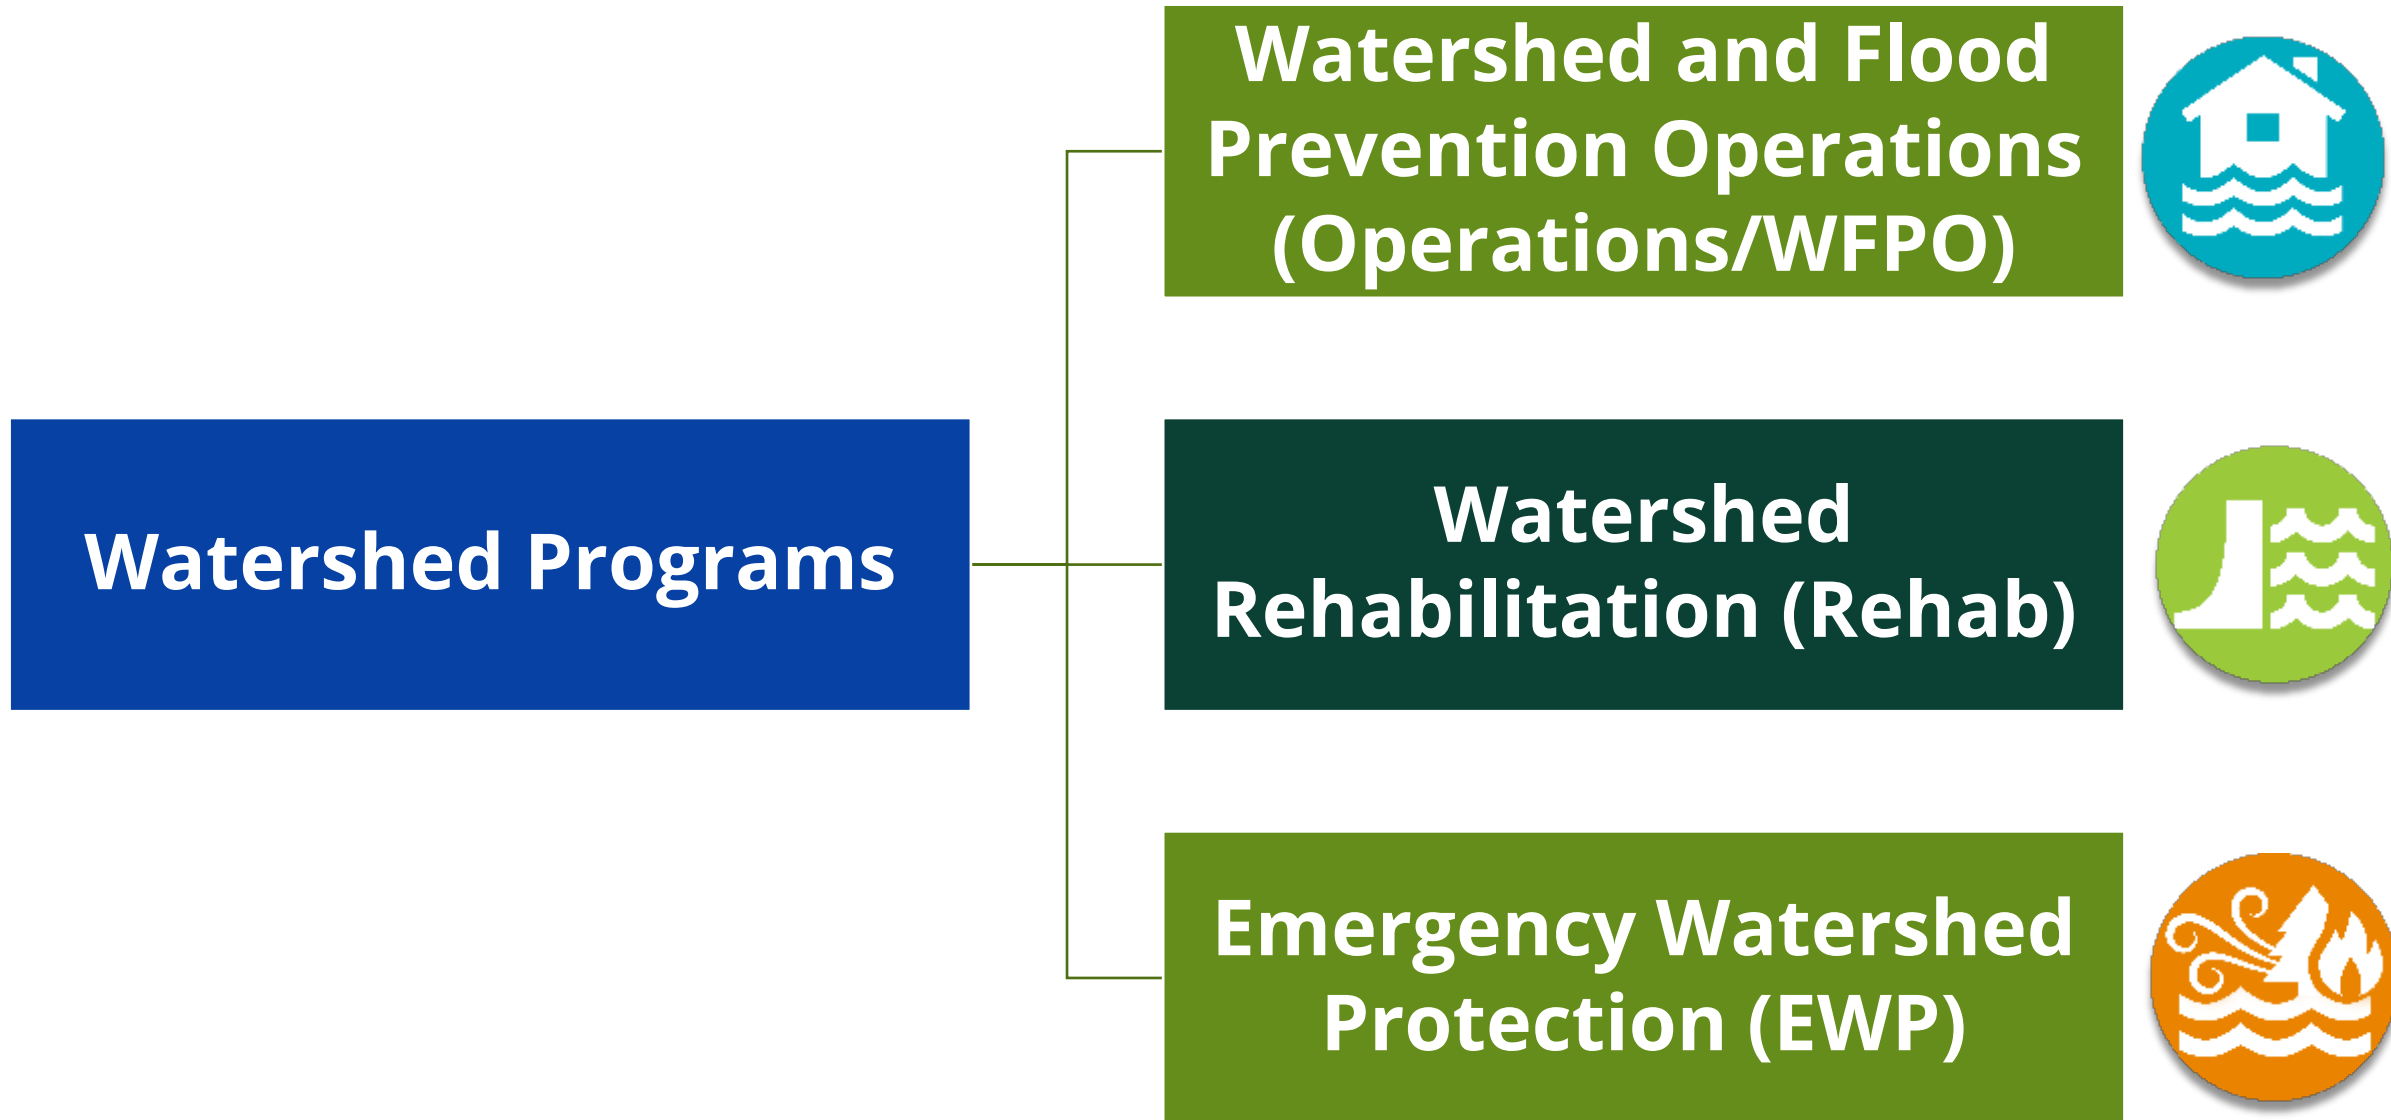 Watershed and Flood
Prevention Operations
(Operations/WFPO)
Watershed Programs
Watershed
Rehabilitation (Rehab)
Emergency Watershed
Protection (EWP)